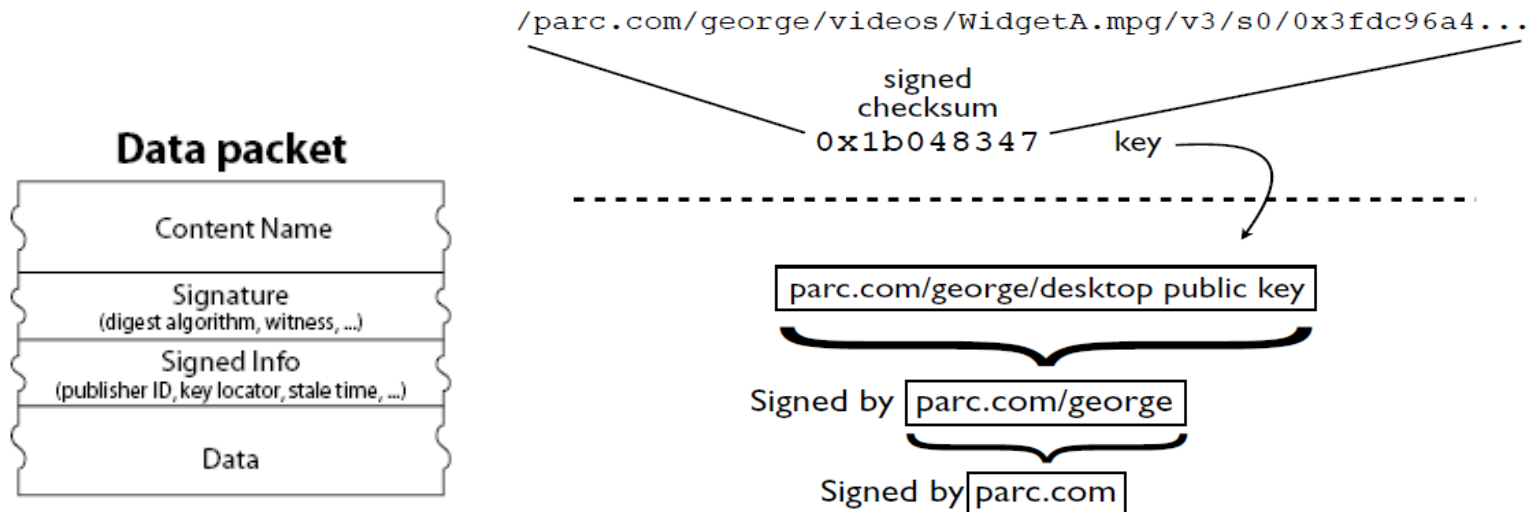 /parc.com/george/videos/WidgetA.mpg/v3/s0/0x3fdc96a4...
signed
checksum
0x1b048347 key
Data packet
Content Name
Signature
(digest algorithm, witness, ...)
Signed Info
(publisher ID, key locator, stale time, ...)
Data
parc.com/george/desktop public key
Signed by parc.com/george
Signed by parc.com